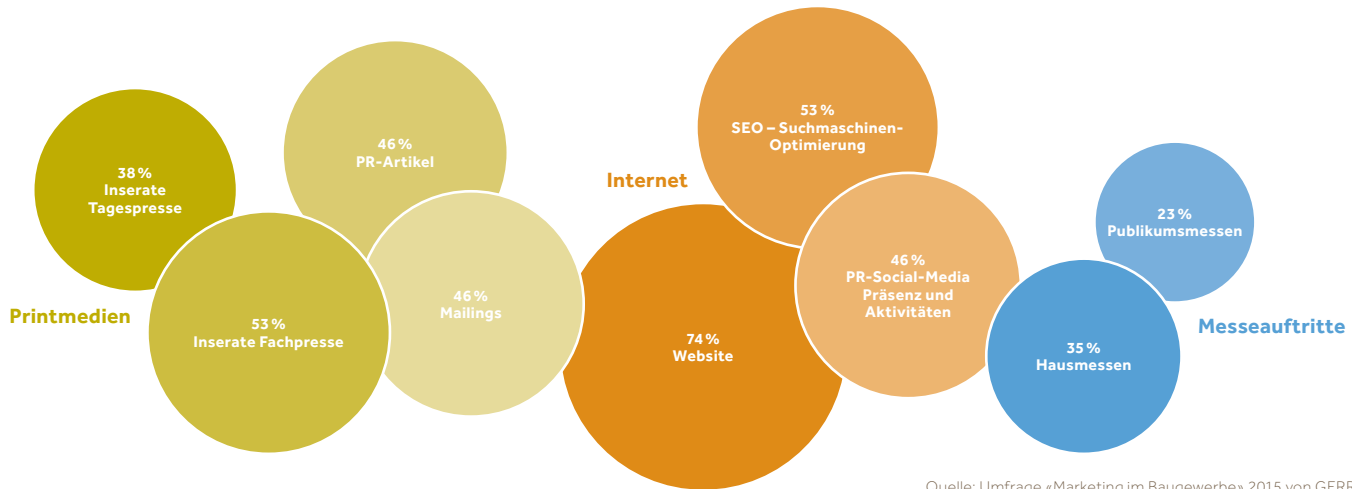 38 %
Inserate
Tagespresse
46 %
PR-Artikel
Printmedien
53 %
Inserate Fachpresse
46 %
Mailings
Internet
53 %
SEO – Suchmaschinen-
Optimierung
74 %
Website
46 %
PR-Social-Media
Präsenz und
Aktivitäten
23 %
Publikumsmessen
35 %
Hausmessen
Messeauftritte
Quelle: Umfrage «Marketing im Baugewerbe» 2015 von